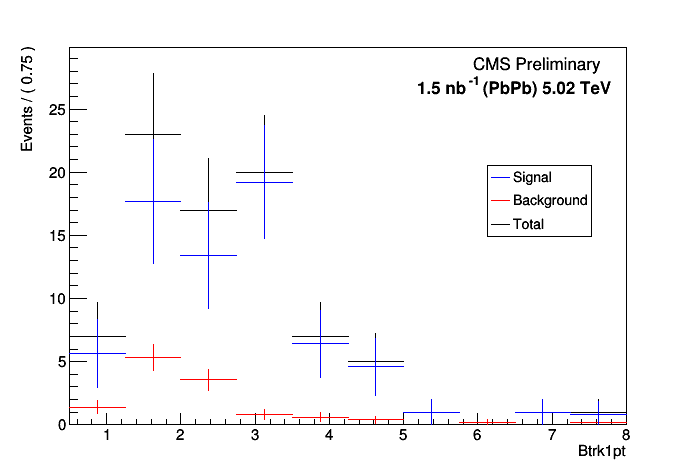 CMS Preliminary
1.5 nb⁻¹ (PbPb) 5.02 TeV
Events / ( 0.75 )
25
20
15
10
5
0
Signal
Background
Total
1 2 3 4 5 6 7 8
Btrk1pt